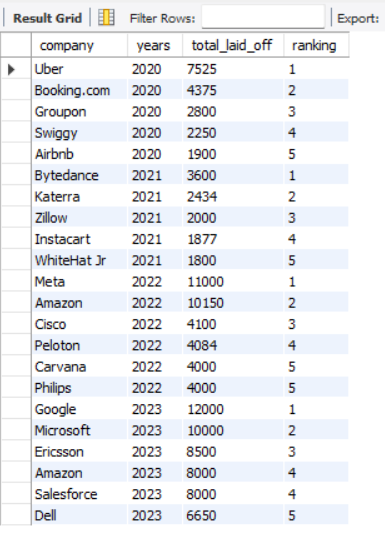 Result Grid Filter Rows: Export:
company years total_laid_off ranking
Uber 2020 7525 1
Booking.com 2020 4375 2
Groupon 2020 2800 3
Swiggy 2020 2250 4
Airbnb 2020 1900 5
Bytedance 2021 3600 1
Katerra 2021 2434 2
Zillow 2021 2000 3
Instacart 2021 1877 4
WhiteHat Jr 2021 1800 5
Meta 2022 11000 1
Amazon 2022 10150 2
Cisco 2022 4100 3
Peloton 2022 4084 4
Carvana 2022 4000 5
Philips 2022 4000 5
Google 2023 12000 1
Microsoft 2023 10000 2
Ericsson 2023 8500 3
Amazon 2023 8000 4
Salesforce 2023 8000 4
Dell 2023 6650 5